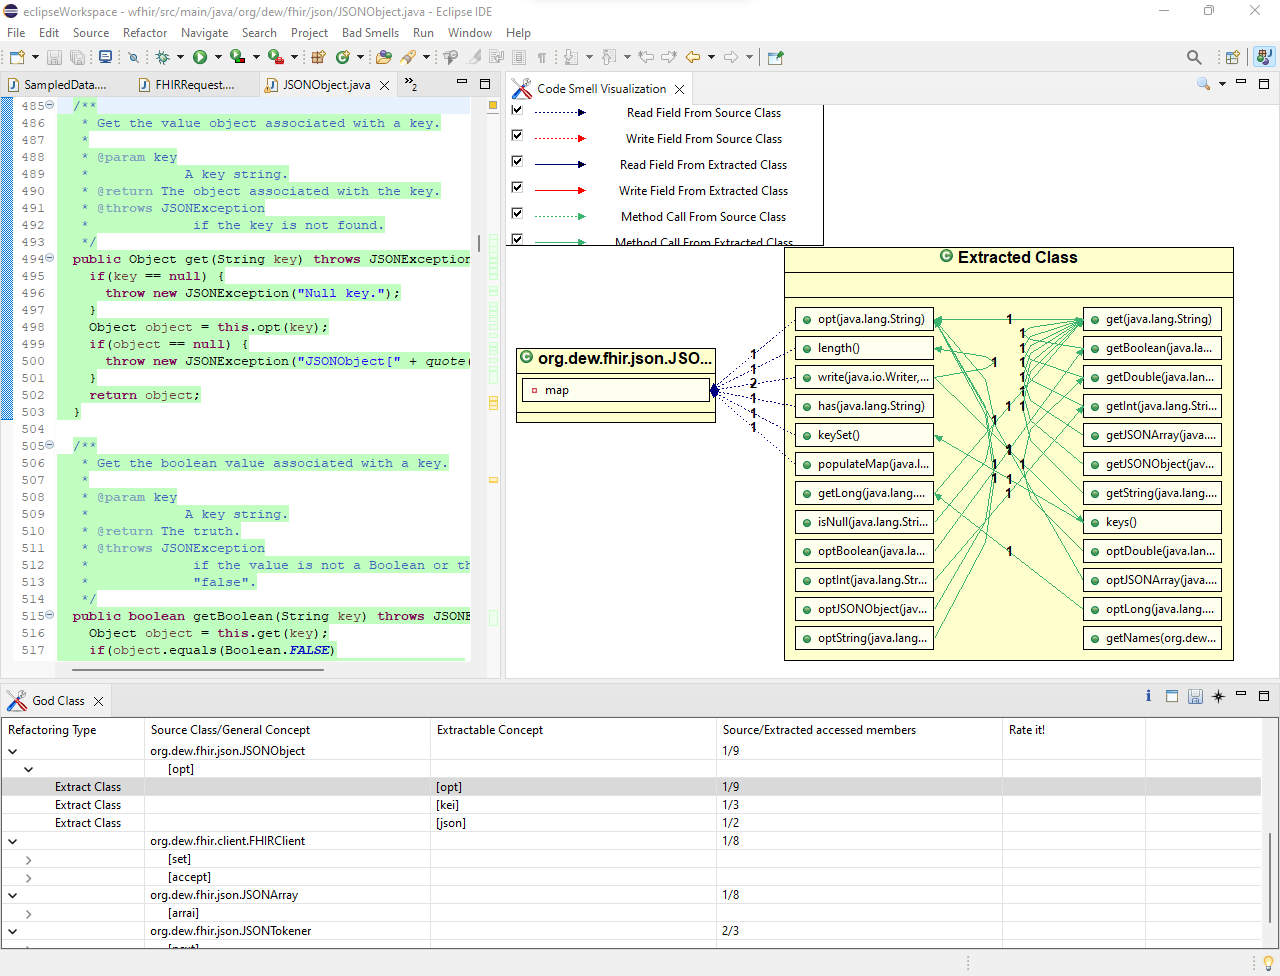 eclipseWorkspace - wfhir/src/main/java/org/dew/fhir/json/JSONObject.java - Eclipse IDE
File Edit Source Refactor Navigate Search Project Bad Smells Run Window Help
SampledData.... FHIRRequest.... JSONObject.java »2
485 /**
486 * Get the value object associated with a key.
487 *
488 * @param key
489 * A key string.
490 * @return The object associated with the key.
491 * @throws JSONException
492 * if the key is not found.
493 */
494 public Object get(String key) throws JSONException
495 if(key == null) {
496 throw new JSONException("Null key.");
497 }
498 Object object = this.opt(key);
499 if(object == null) {
500 throw new JSONException("JSONObject[" + quote(
501 }
502 return object;
503 }
504
505 /**
506 * Get the boolean value associated with a key.
507 *
508 * @param key
509 * A key string.
510 * @return The truth.
511 * @throws JSONException
512 * if the value is not a Boolean or th
513 * "false".
514 */
515 public boolean getBoolean(String key) throws JSONE
516 Object object = this.get(key);
517 if(object.equals(Boolean.FALSE)
Code Smell Visualization
Read Field From Source Class
Write Field From Source Class
Read Field From Extracted Class
Write Field From Extracted Class
Method Call From Source Class
Method Call From Extracted Class
org.dew.fhir.json.JSO...
map
1
1
2
1
1
1
Extracted Class
opt(java.lang.String)
length()
write(java.io.Writer,...
has(java.lang.String)
keySet()
populateMap(java.l...
getLong(java.lang....
isNull(java.lang.Stri...
optBoolean(java.la...
optInt(java.lang.Str...
optJSONObject(jav...
optString(java.lang...
1
1
1
1
1 1
1
1
1 1
1
1
1 1
1 1
1
1
get(java.lang.String)
getBoolean(java.la...
getDouble(java.lan...
getInt(java.lang.Stri...
getJSONArray(java....
getJSONObject(jav...
getString(java.lang....
keys()
optDouble(java.lan...
optJSONArray(java....
optLong(java.lang....
getNames(org.dew...
God Class
Refactoring Type Source Class/General Concept Extractable Concept Source/Extracted accessed members Rate it!
org.dew.fhir.json.JSONObject 1/9
[opt]
Extract Class [opt] 1/9
Extract Class [kei] 1/3
Extract Class [json] 1/2
org.dew.fhir.client.FHIRClient 1/8
[set]
[accept]
org.dew.fhir.json.JSONArray 1/8
[arrai]
org.dew.fhir.json.JSONTokener 2/3